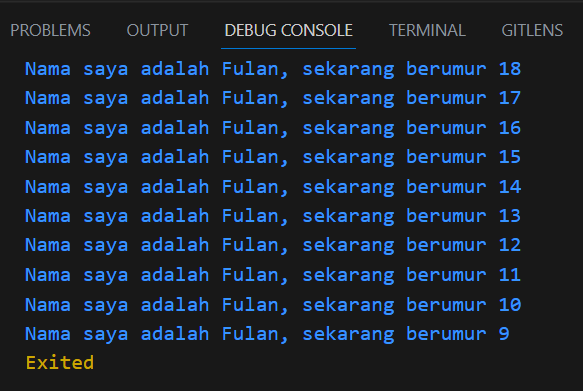 PROBLEMS OUTPUT DEBUG CONSOLE TERMINAL GITLENS
Nama saya adalah Fulan, sekarang berumur 18
Nama saya adalah Fulan, sekarang berumur 17
Nama saya adalah Fulan, sekarang berumur 16
Nama saya adalah Fulan, sekarang berumur 15
Nama saya adalah Fulan, sekarang berumur 14
Nama saya adalah Fulan, sekarang berumur 13
Nama saya adalah Fulan, sekarang berumur 12
Nama saya adalah Fulan, sekarang berumur 11
Nama saya adalah Fulan, sekarang berumur 10
Nama saya adalah Fulan, sekarang berumur 9
Exited